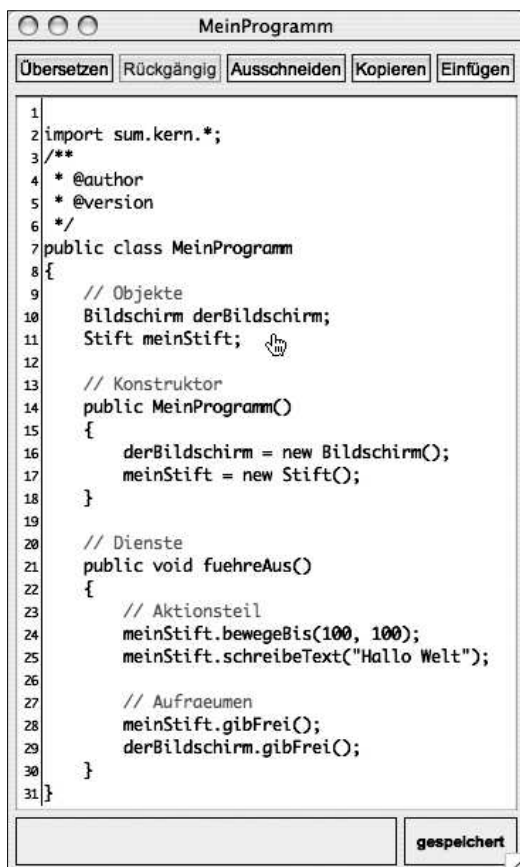 MeinProgramm
Übersetzen Rückgängig Ausschneiden Kopieren Einfügen
1
2 import sum.kern.*;
3 /**
4  * @author
5  * @version
6  */
7 public class MeinProgramm
8 {
9     // Objekte
10     Bildschirm derBildschirm;
11     Stift meinStift;
12
13     // Konstruktor
14     public MeinProgramm()
15     {
16         derBildschirm = new Bildschirm();
17         meinStift = new Stift();
18     }
19
20     // Dienste
21     public void fuehreAus()
22     {
23         // Aktionsteil
24         meinStift.bewegeBis(100, 100);
25         meinStift.schreibeText("Hallo Welt");
26
27         // Aufraeumen
28         meinStift.gibFrei();
29         derBildschirm.gibFrei();
30     }
31 }
gespeichert